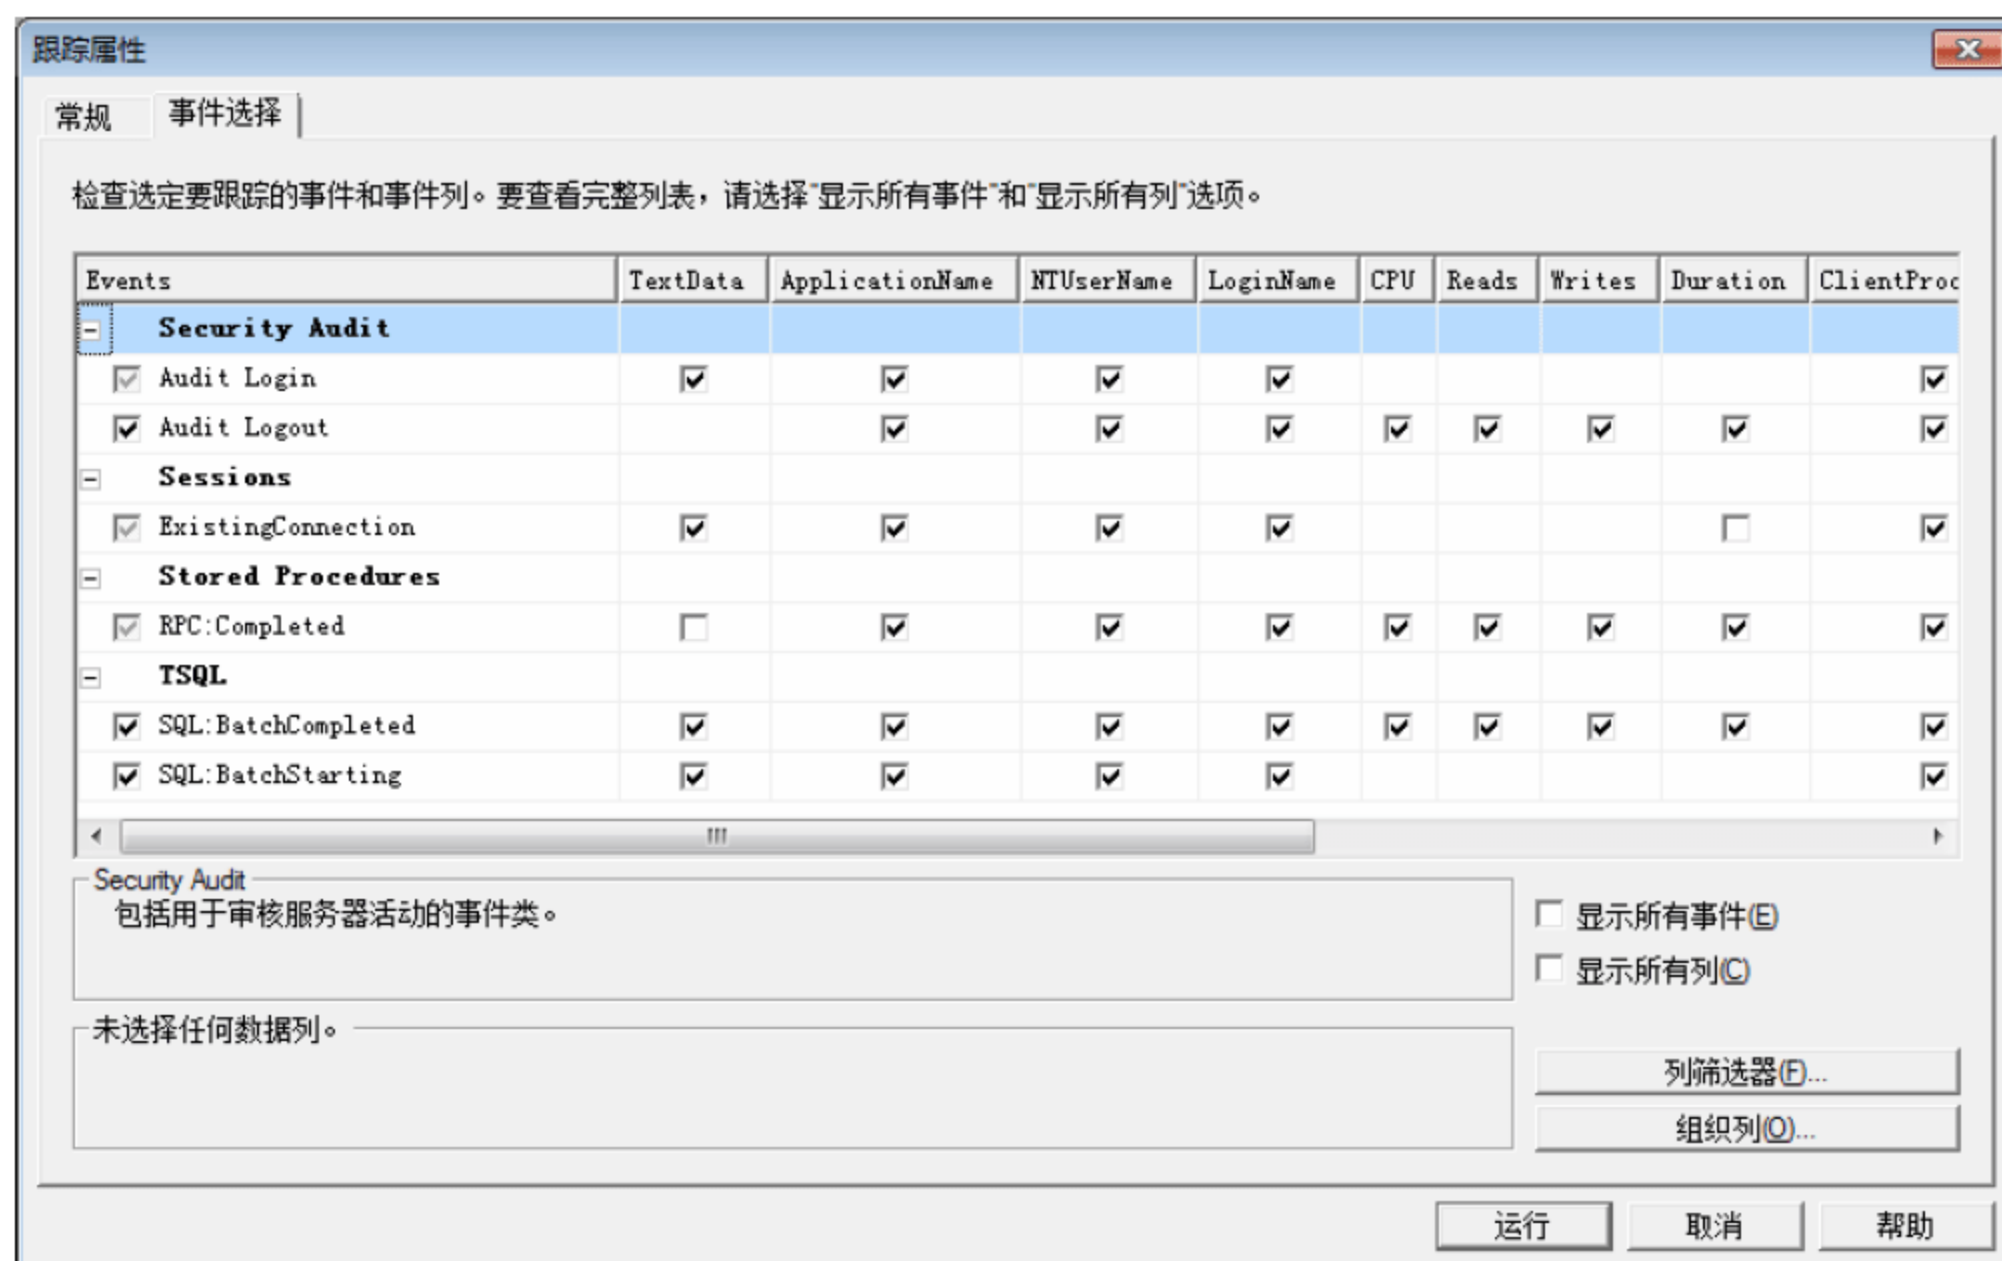 跟踪属性
常规 事件选择
检查选定要跟踪的事件和事件列。要查看完整列表，请选择"显示所有事件"和"显示所有列"选项。
Events TextData ApplicationName NTUserName LoginName CPU Reads Writes Duration ClientProc
Security Audit
Audit Login
Audit Logout
Sessions
ExistingConnection
Stored Procedures
RPC:Completed
TSQL
SQL:BatchCompleted
SQL:BatchStarting
Security Audit
包括用于审核服务器活动的事件类。
显示所有事件(E)
显示所有列(C)
未选择任何数据列。
列筛选器(F)...
组织列(O)...
运行 取消 帮助